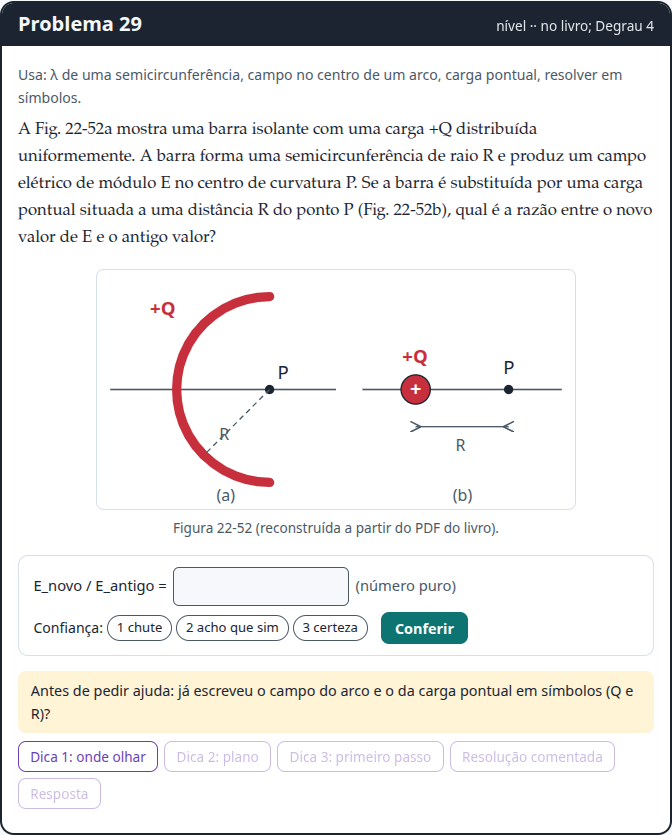 Problema 29
nível ·· no livro; Degrau 4
Usa: λ de uma semicircunferência, campo no centro de um arco, carga pontual, resolver em
símbolos.
A Fig. 22-52a mostra uma barra isolante com uma carga +Q distribuída
uniformemente. A barra forma uma semicircunferência de raio R e produz um campo
elétrico de módulo E no centro de curvatura P. Se a barra é substituída por uma carga
pontual situada a uma distância R do ponto P (Fig. 22-52b), qual é a razão entre o novo
valor de E e o antigo valor?
+Q
P
R
(a)
+Q
+
P
R
(b)
Figura 22-52 (reconstruída a partir do PDF do livro).
E_novo / E_antigo =
(número puro)
Confiança: 1 chute 2 acho que sim 3 certeza Conferir
Antes de pedir ajuda: já escreveu o campo do arco e o da carga pontual em símbolos (Q e
R)?
Dica 1: onde olhar Dica 2: plano Dica 3: primeiro passo Resolução comentada
Resposta